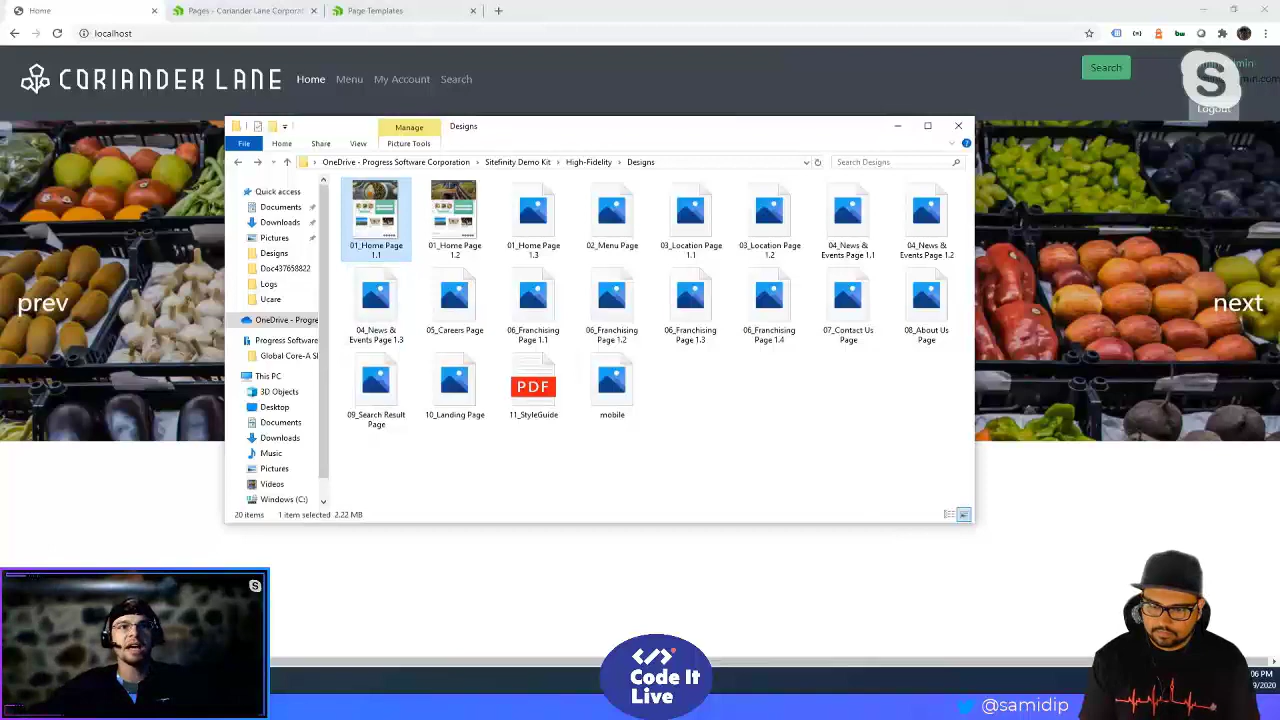 Home
Pages - Coriander Lane Corporat
Page Templates
localhost
CORIANDER LANE
Home
Menu
My Account
Search
Search
Logout
prev
next
Manage
Designs
File
Home
Share
View
Picture Tools
OneDrive - Progress Software Corporation
Sitefinity Demo Kit
High-Fidelity
Designs
Search Designs
Quick access
Documents
Downloads
Pictures
Designs
Doc437658822
Logs
Ucare
OneDrive - Progre
Progress Software
Global Core-A Sl
This PC
3D Objects
Desktop
Documents
Downloads
Music
Pictures
Videos
Windows (C:)
01_Home Page
1.1
01_Home Page
1.2
01_Home Page
1.3
02_Menu Page
03_Location Page
1.1
03_Location Page
1.2
04_News &
Events Page 1.1
04_News &
Events Page 1.2
04_News &
Events Page 1.3
05_Careers Page
06_Franchising
Page 1.1
06_Franchising
Page 1.2
06_Franchising
Page 1.3
06_Franchising
Page 1.4
07_Contact Us
Page
08_About Us
Page
09_Search Result
Page
10_Landing Page
PDF
11_StyleGuide
mobile
20 items
1 item selected
2.22 MB
S
S
</>
Code It
Live
@samidip